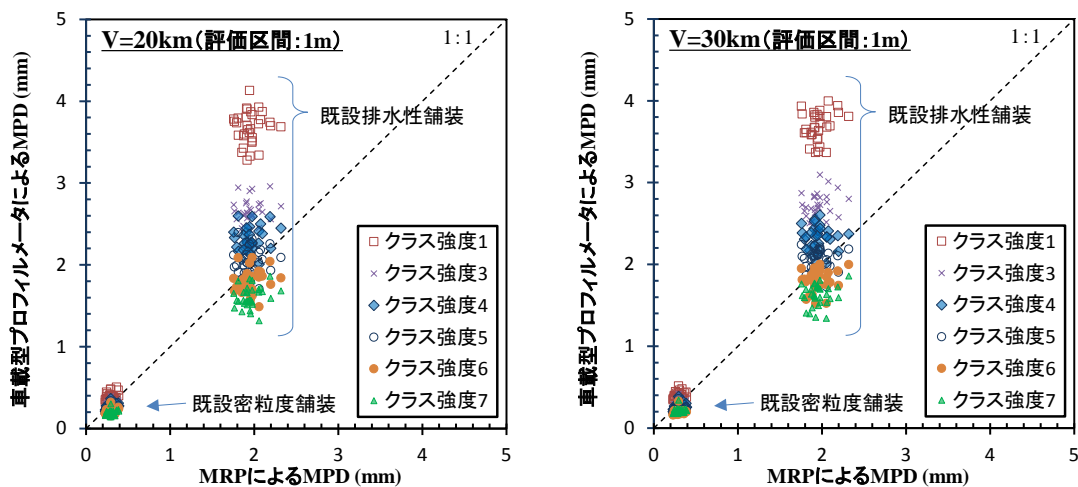 V=20km(評価区間:1m)
1:1
車載型プロフィルメータによるMPD (mm)
5
4
3
2
1
0
既設排水性舗装
クラス強度1
クラス強度3
クラス強度4
クラス強度5
クラス強度6
クラス強度7
既設密粒度舗装
0 1 2 3 4 5
MRPによるMPD (mm)
V=30km(評価区間:1m)
1:1
車載型プロフィルメータによるMPD (mm)
5
4
3
2
1
0
既設排水性舗装
クラス強度1
クラス強度3
クラス強度4
クラス強度5
クラス強度6
クラス強度7
既設密粒度舗装
0 1 2 3 4 5
MRPによるMPD (mm)